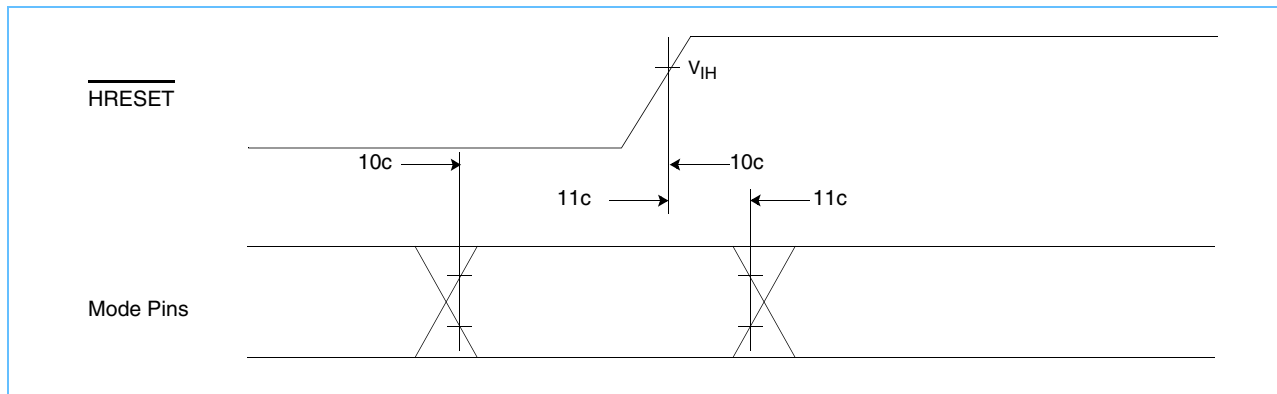 V_IH
HRESET
10c 10c
11c 11c
Mode Pins